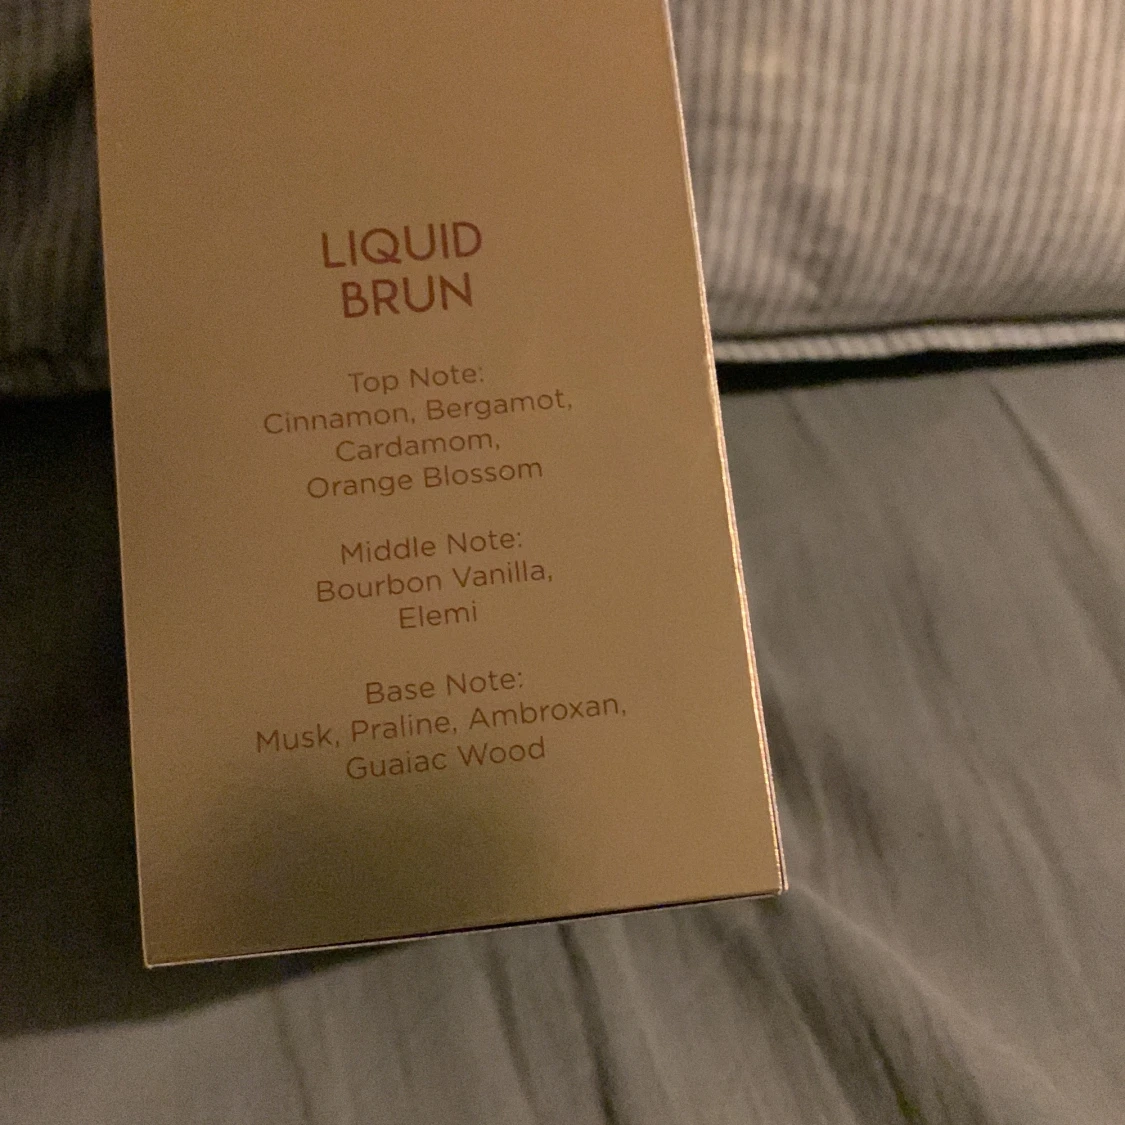 LIQUID
BRUN
Top Note:
Cinnamon, Bergamot,
Cardamom,
Orange Blossom
Middle Note:
Bourbon Vanilla,
Elemi
Base Note:
Musk, Praline, Ambroxan,
Guaiac Wood